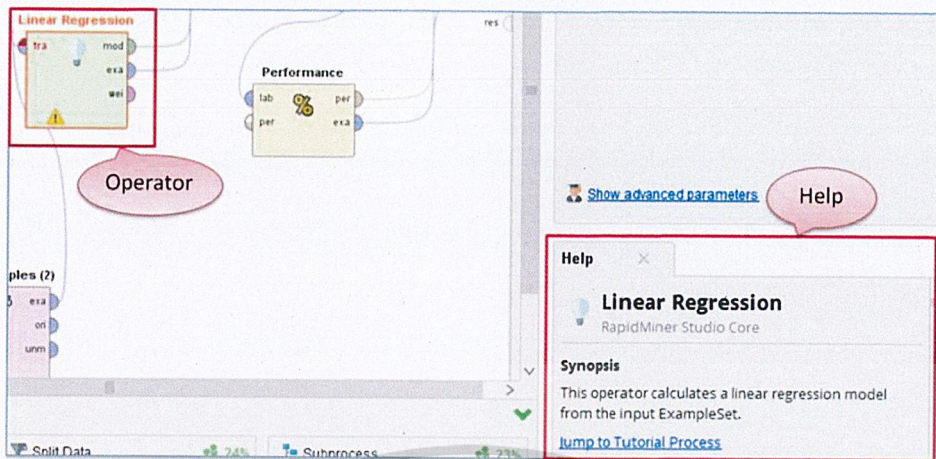 Linear Regression
tra
mod
exa
wei
res
Performance
lab
per
per
exa
Operator
Show advanced parameters
Help
ples (2)
exa
ori
unm
Help
Linear Regression
RapidMiner Studio Core
Synopsis
This operator calculates a linear regression model
from the input ExampleSet.
Jump to Tutorial Process
Split Data
24%
Subprocess
23%